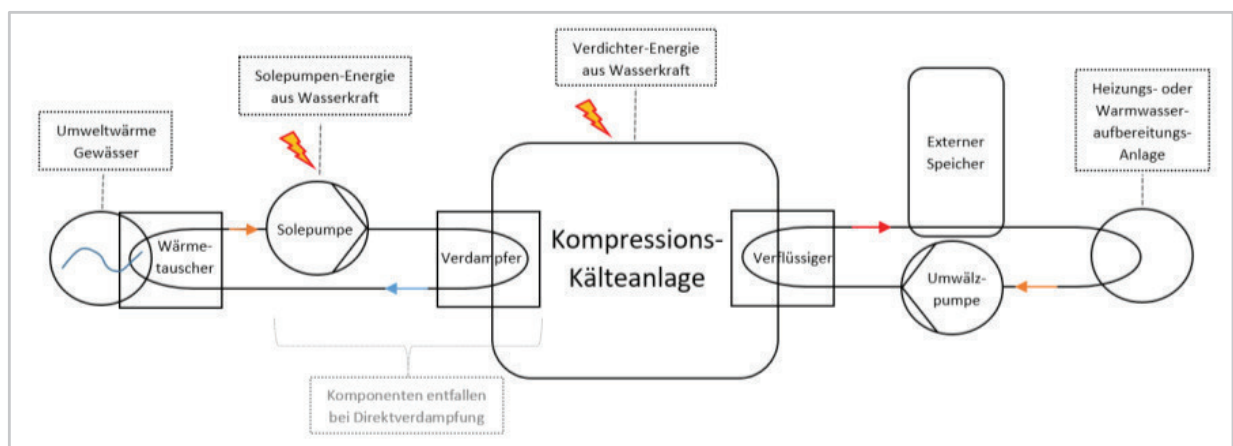 Umweltwärme
Gewässer
Solepumpen-Energie
aus Wasserkraft
Verdichter-Energie
aus Wasserkraft
Externer
Speicher
Heizungs- oder
Warmwasser-
aufbereitungs-
Anlage
Wärme-
tauscher
Solepumpe
Verdampfer
Kompressions-
Kälteanlage
Verflüssiger
Umwälz-
pumpe
Komponenten entfallen
bei Direktverdampfung